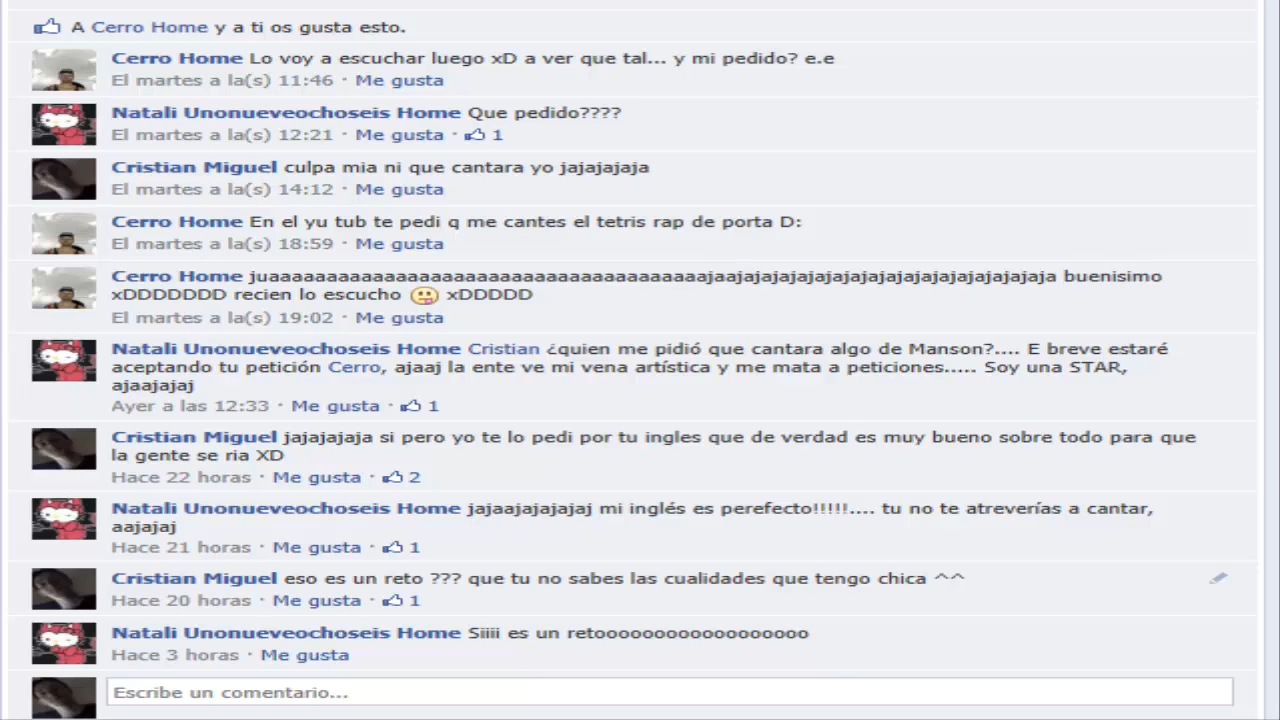 A Cerro Home y a ti os gusta esto.
Cerro Home Lo voy a escuchar luego xD a ver que tal... y mi pedido? e.e
El martes a la(s) 11:46 · Me gusta
Natali Unonueveochoseis Home Que pedido????
El martes a la(s) 12:21 · Me gusta · 1
Cristian Miguel culpa mia ni que cantara yo jajajajaja
El martes a la(s) 14:12 · Me gusta
Cerro Home En el yu tub te pedi q me cantes el tetris rap de porta D:
El martes a la(s) 18:59 · Me gusta
Cerro Home juaaaaaaaaaaaaaaaaaaaaaaaaaaaaaaaaaaaaaajaajajajajajajajajajajajajajajajajajaja buenisimo
xDDDDDDD recien lo escucho xDDDDD
El martes a la(s) 19:02 · Me gusta
Natali Unonueveochoseis Home Cristian ¿quien me pidió que cantara algo de Manson?.... E breve estaré
aceptando tu petición Cerro, ajaaj la ente ve mi vena artística y me mata a peticiones..... Soy una STAR,
ajaajajaj
Ayer a las 12:33 · Me gusta · 1
Cristian Miguel jajajajaja si pero yo te lo pedi por tu ingles que de verdad es muy bueno sobre todo para que
la gente se ria XD
Hace 22 horas · Me gusta · 2
Natali Unonueveochoseis Home jajaajajajajaj mi inglés es perefecto!!!!!.... tu no te atreverías a cantar,
aajajaj
Hace 21 horas · Me gusta · 1
Cristian Miguel eso es un reto ??? que tu no sabes las cualidades que tengo chica ^^
Hace 20 horas · Me gusta · 1
Natali Unonueveochoseis Home Siiii es un retoooooooooooooooooo
Hace 3 horas · Me gusta
Escribe un comentario...